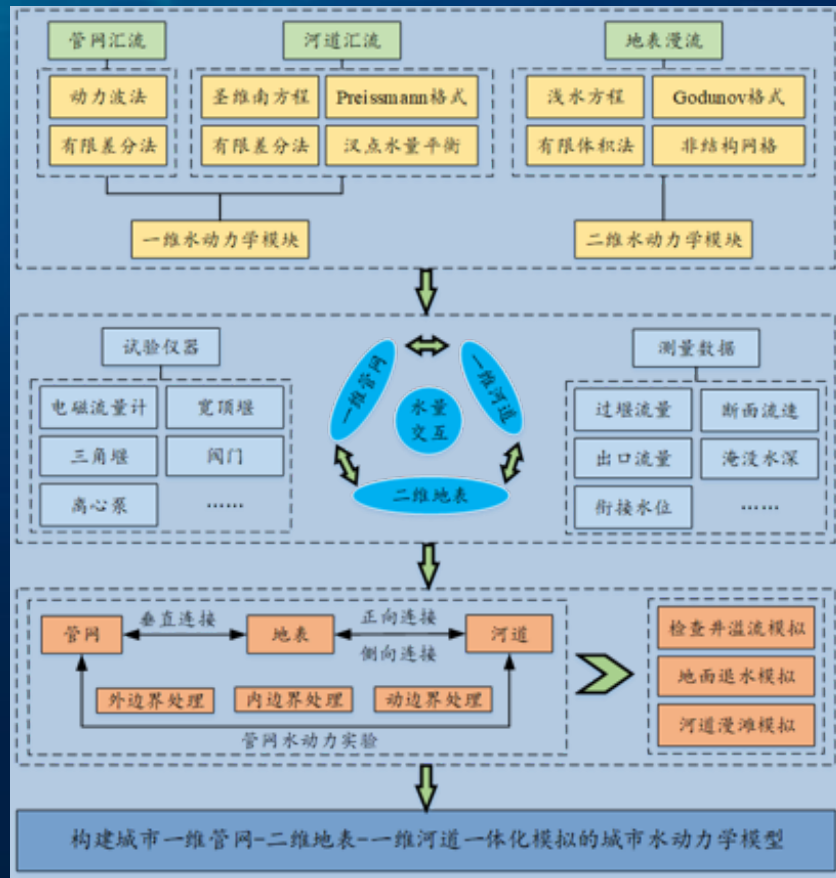 管网汇流
河道汇流
地表漫流
动力波法
圣维南方程
Preissmann格式
浅水方程
Godunov格式
有限差分法
有限差分法
汊点水量平衡
有限体积法
非结构网格
一维水动力学模块
二维水动力学模块
试验仪器
电磁流量计
宽顶堰
三角堰
阀门
离心泵
……
一维管网
一维河道
水量
交互
二维地表
测量数据
过堰流量
断面流速
出口流量
淹没水深
衔接水位
……
管网
垂直连接
地表
正向连接
侧向连接
河道
外边界处理
内边界处理
动边界处理
管网水动力实验
检查井溢流模拟
地面退水模拟
河道漫滩模拟
构建城市一维管网-二维地表-一维河道一体化模拟的城市水动力学模型